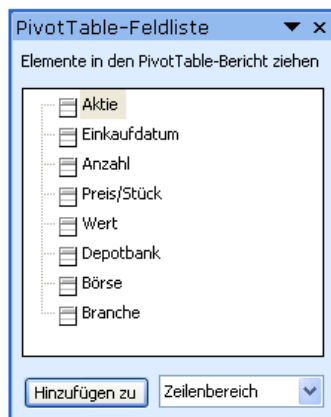 PivotTable-Feldliste
Elemente in den PivotTable-Bericht ziehen
Aktie
Einkaufdatum
Anzahl
Preis/Stück
Wert
Depotbank
Börse
Branche
Hinzufügen zu Zeilenbereich